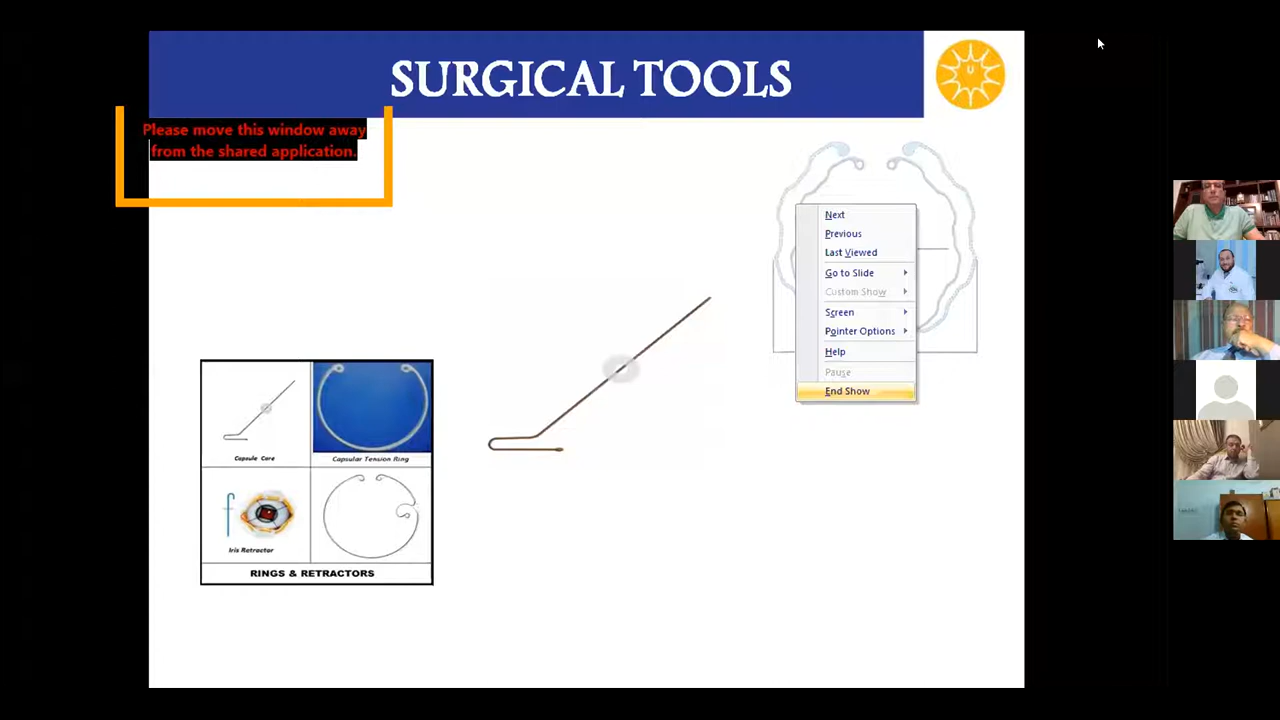 SURGICAL TOOLS
U
Please move this window away
from the shared application.
Next
Previous
Last Viewed
Go to Slide
Custom Show
Screen
Pointer Options
Help
Pause
End Show
Capsule Care
Capsular Tension Ring
Iris Retractor
RINGS & RETRACTORS